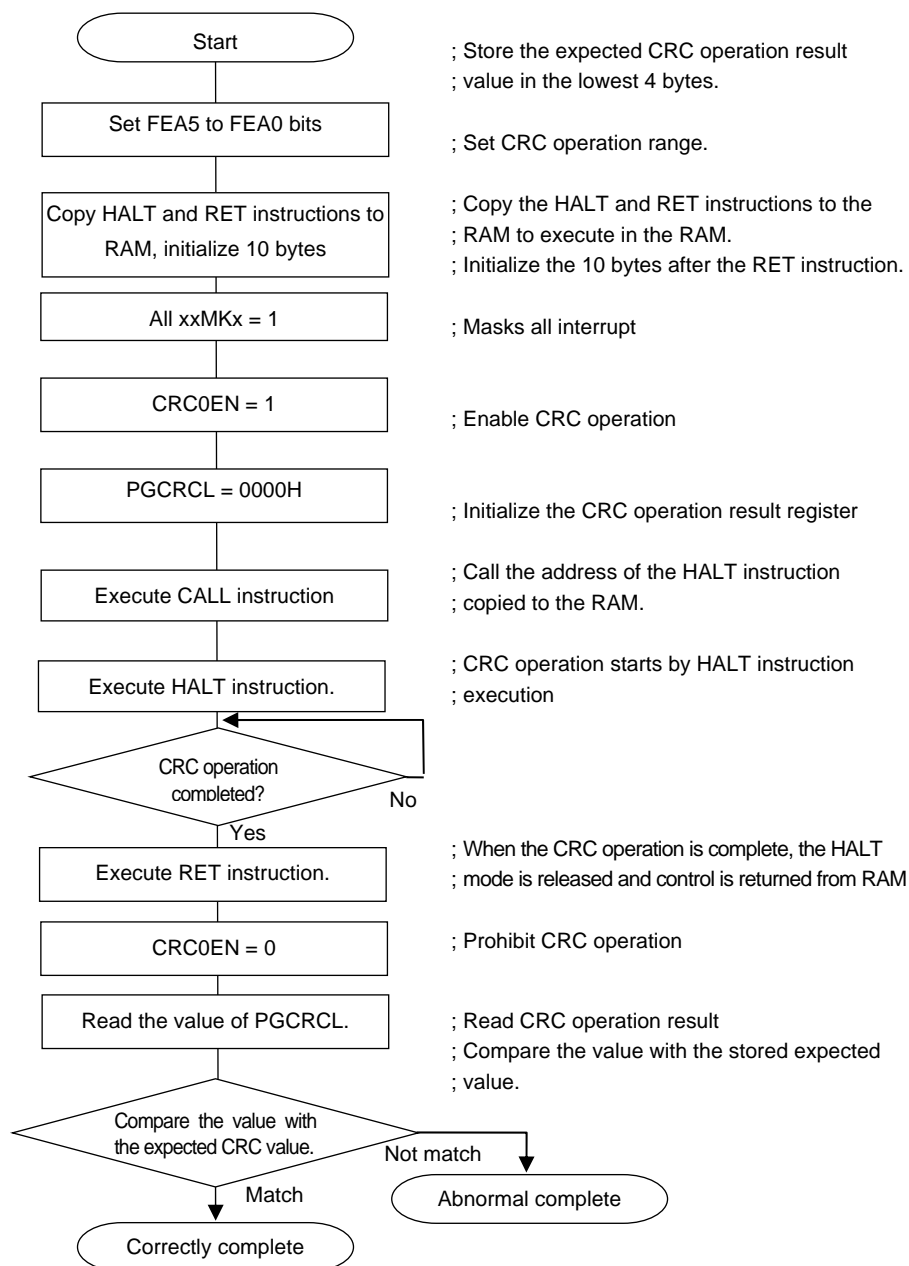 Start
; Store the expected CRC operation result
; value in the lowest 4 bytes.
Set FEA5 to FEA0 bits
; Set CRC operation range.
Copy HALT and RET instructions to
RAM, initialize 10 bytes
; Copy the HALT and RET instructions to the
; RAM to execute in the RAM.
; Initialize the 10 bytes after the RET instruction.
All xxMKx = 1
; Masks all interrupt
CRC0EN = 1
; Enable CRC operation
PGCRCL = 0000H
; Initialize the CRC operation result register
Execute CALL instruction
; Call the address of the HALT instruction
; copied to the RAM.
Execute HALT instruction.
; CRC operation starts by HALT instruction
; execution
CRC operation
completed?
No
Yes
Execute RET instruction.
; When the CRC operation is complete, the HALT
; mode is released and control is returned from RAM
CRC0EN = 0
; Prohibit CRC operation
Read the value of PGCRCL.
; Read CRC operation result
; Compare the value with the stored expected
; value.
Compare the value with
the expected CRC value.
Not match
Match
Abnormal complete
Correctly complete